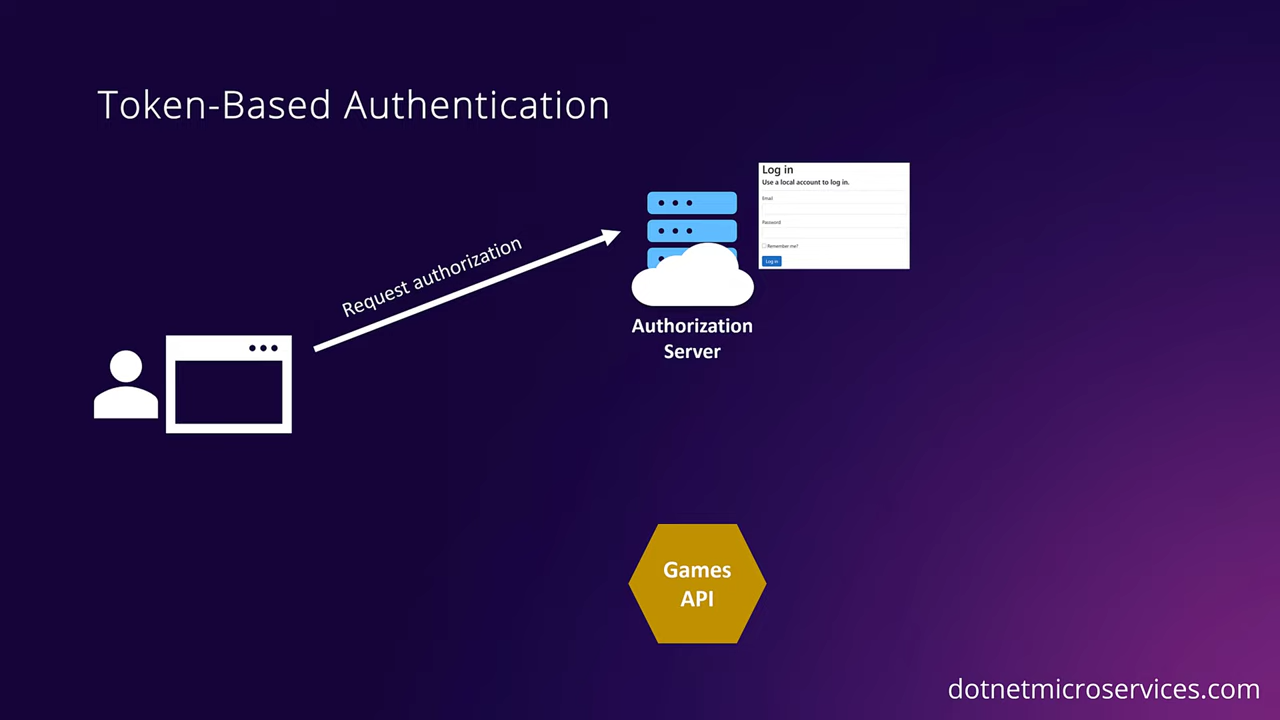 Token-Based Authentication
Log in
Use a local account to log in.
Email
Password
Remember me?
Log in
Request authorization
Authorization
Server
Games
API
dotnetmicroservices.com